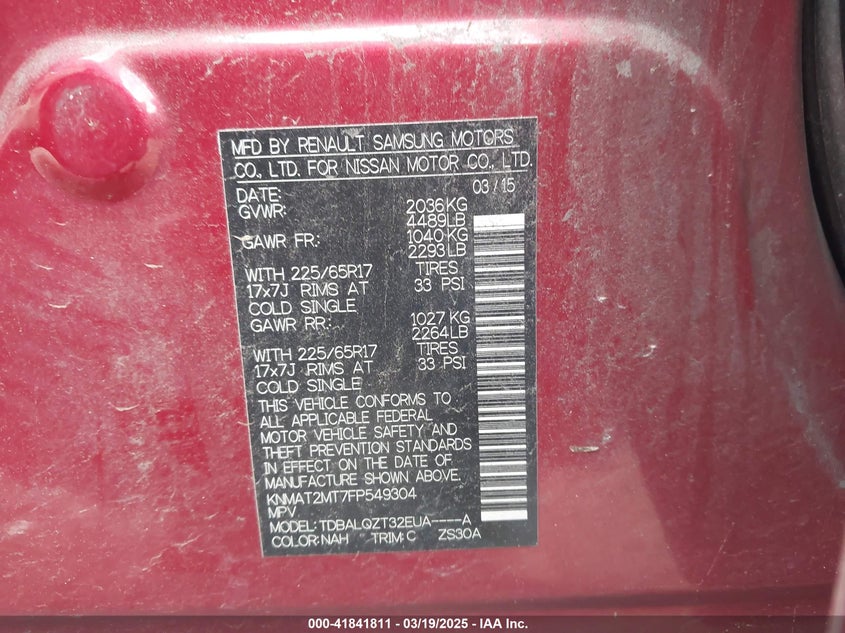 MFD BY RENAULT SAMSUNG MOTORS
CO., LTD. FOR NISSAN MOTOR CO., LTD.
DATE: 03/15
GVWR: 2036KG
4489LB
GAWR FR.: 1040KG
2293LB
WITH 225/65R17 TIRES
17x7J RIMS AT 33 PSI
COLD SINGLE
GAWR RR.: 1027KG
2264LB
WITH 225/65R17 TIRES
17x7J RIMS AT 33 PSI
COLD SINGLE
THIS VEHICLE CONFORMS TO
ALL APPLICABLE FEDERAL
MOTOR VEHICLE SAFETY AND
THEFT PREVENTION STANDARDS
IN EFFECT ON THE DATE OF
MANUFACTURE SHOWN ABOVE.
KNMAT2MT7FP549304
MPV
MODEL: TDBALQZT32EUA----A
COLOR: NAH TRIM: C ZS30A
000-41841811 - 03/19/2025 - IAA Inc.